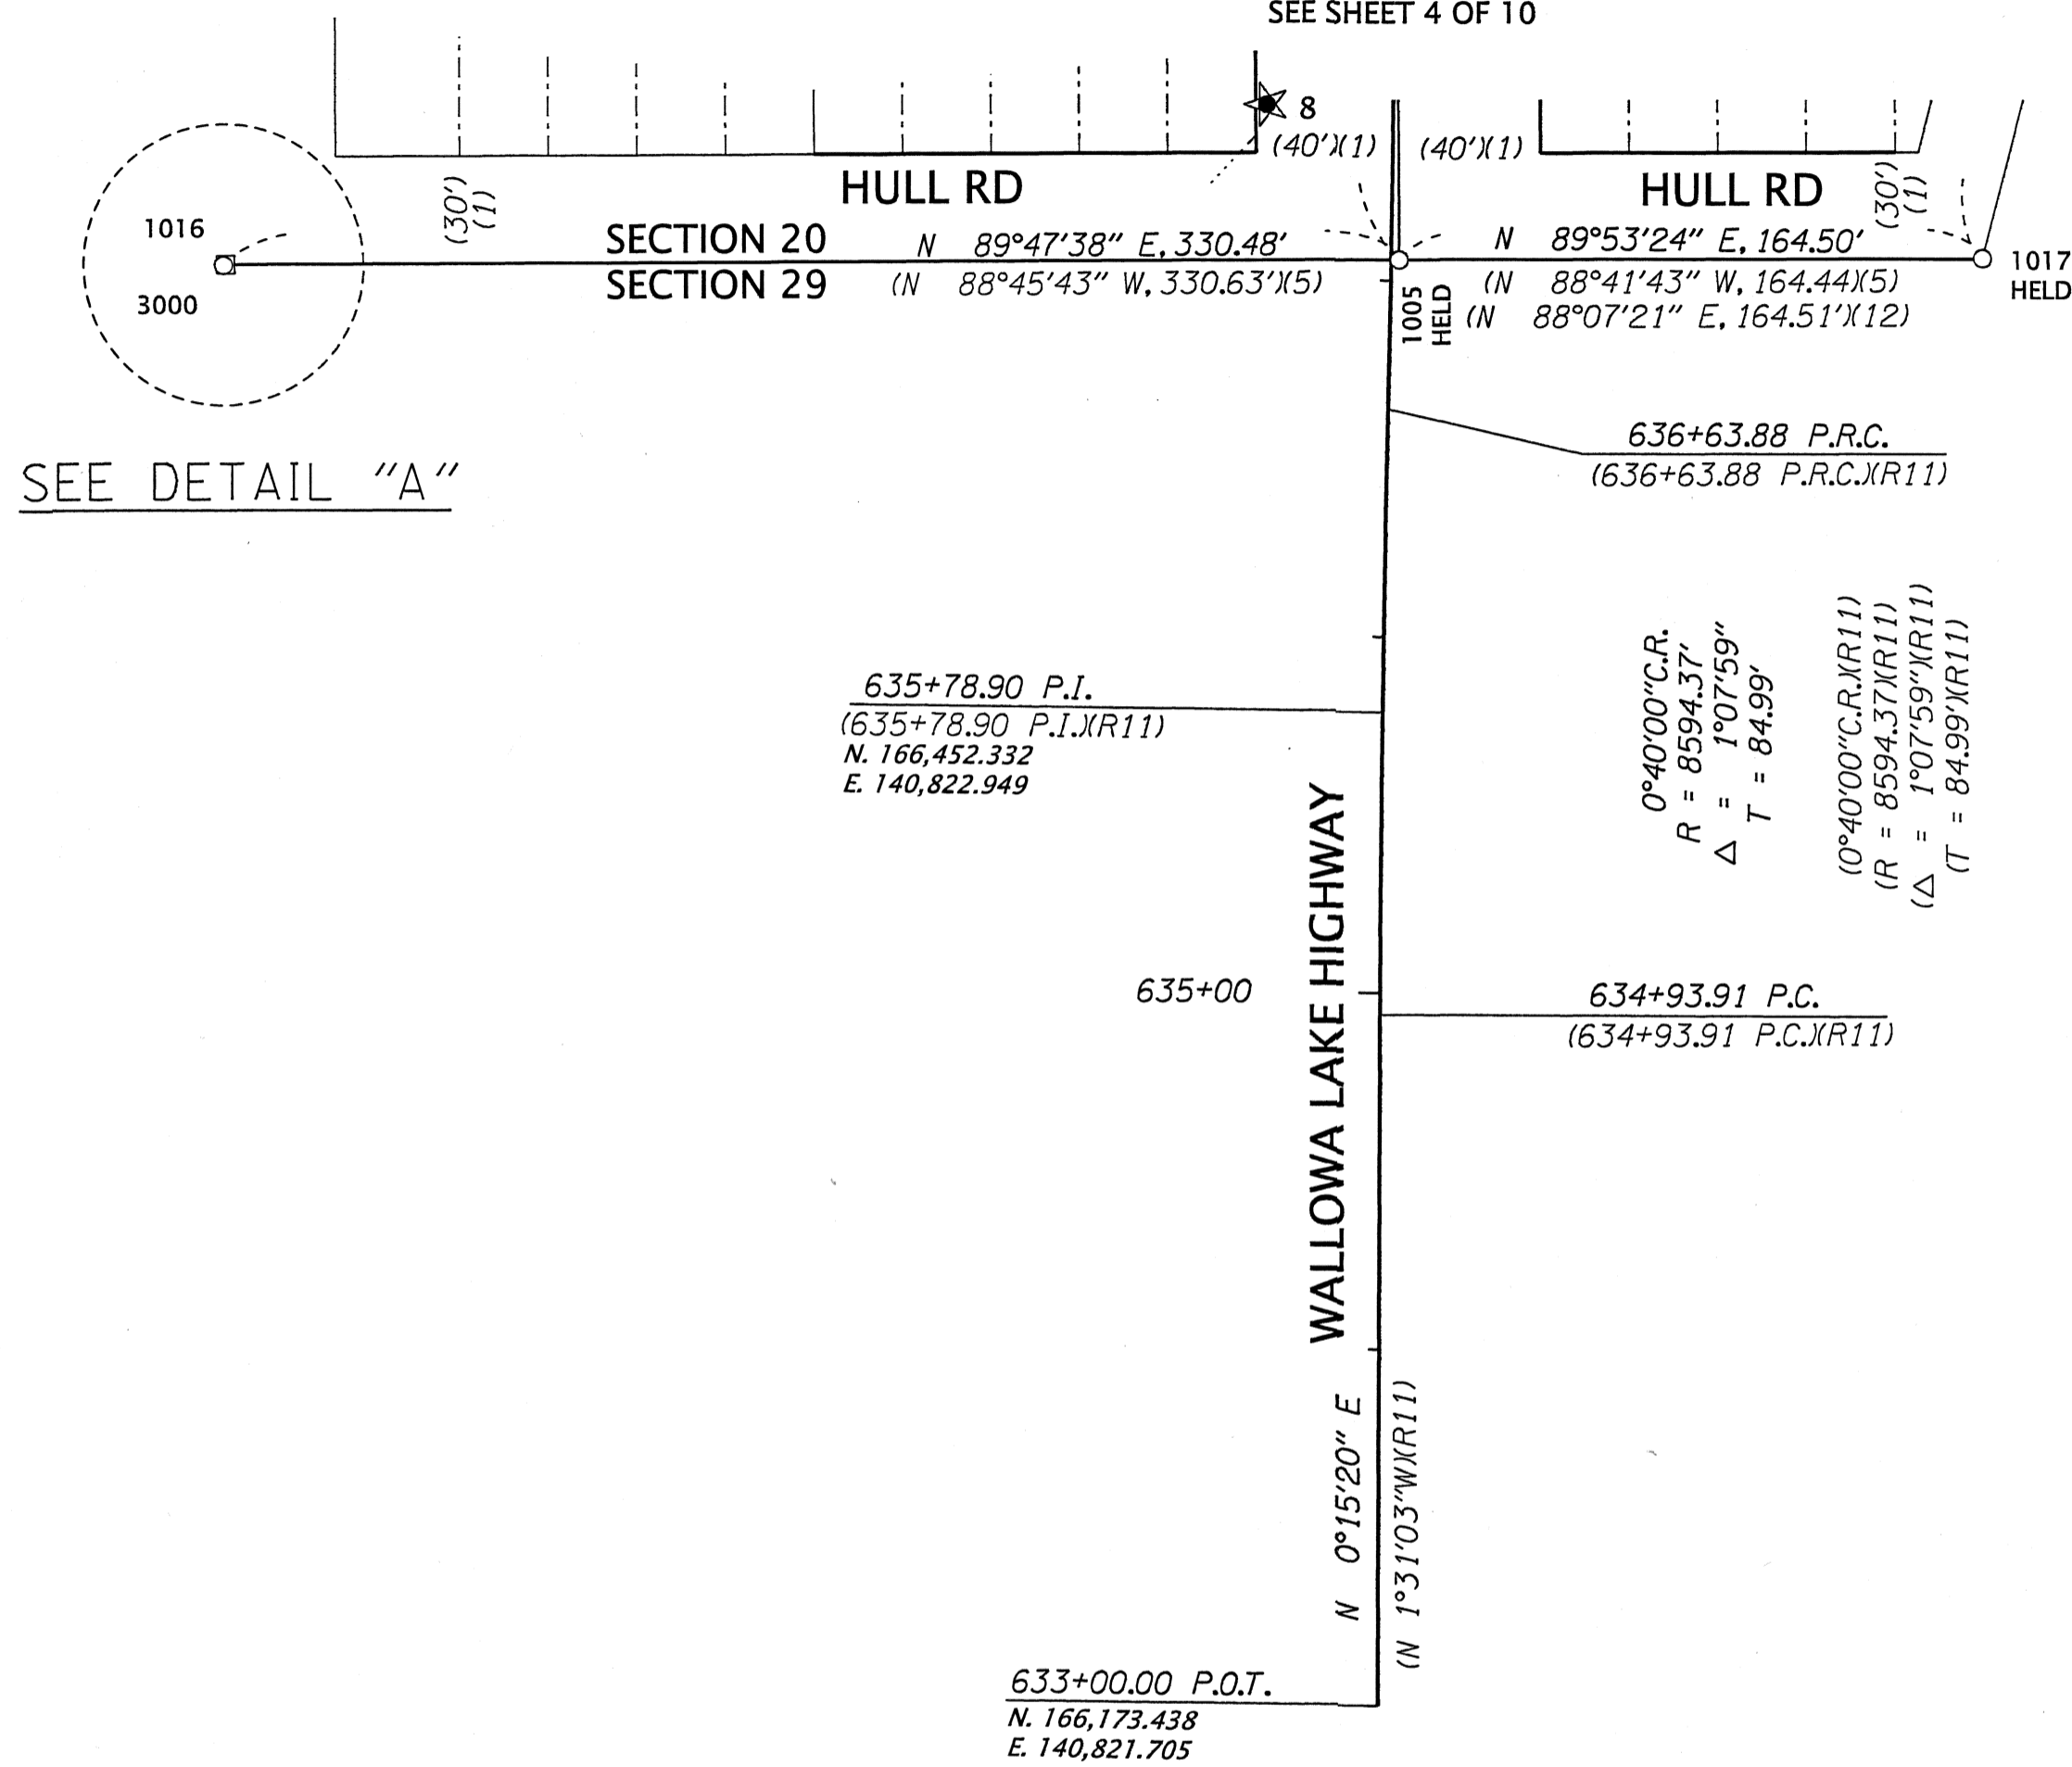 SEE SHEET 4 OF 10
8
(40')(1)
(40')(1)
HULL RD
HULL RD
(30')
(1)
(30')
(1)
1016
3000
SECTION 20
SECTION 29
N 89°47'38" E, 330.48'
(N 88°45'43" W, 330.63')(5)
N 89°53'24" E, 164.50'
(N 88°41'43" W, 164.44)(5)
(N 88°07'21" E, 164.51')(12)
1005
HELD
1017
HELD
SEE DETAIL "A"
636+63.88 P.R.C.
(636+63.88 P.R.C.)(R11)
635+78.90 P.I.
(635+78.90 P.I.)(R11)
N. 166,452.332
E. 140,822.949
0°40'00"C.R.
R = 8594.37'
Δ = 1°07'59"
T = 84.99'
(0°40'00"C.R.)(R11)
(R = 8594.37)(R11)
(Δ = 1°07'59")(R11)
(T = 84.99')(R11)
WALLOWA LAKE HIGHWAY
635+00
634+93.91 P.C.
(634+93.91 P.C.)(R11)
N 0°15'20" E
(N 1°31'03"W)(R11)
633+00.00 P.O.T.
N. 166,173.438
E. 140,821.705